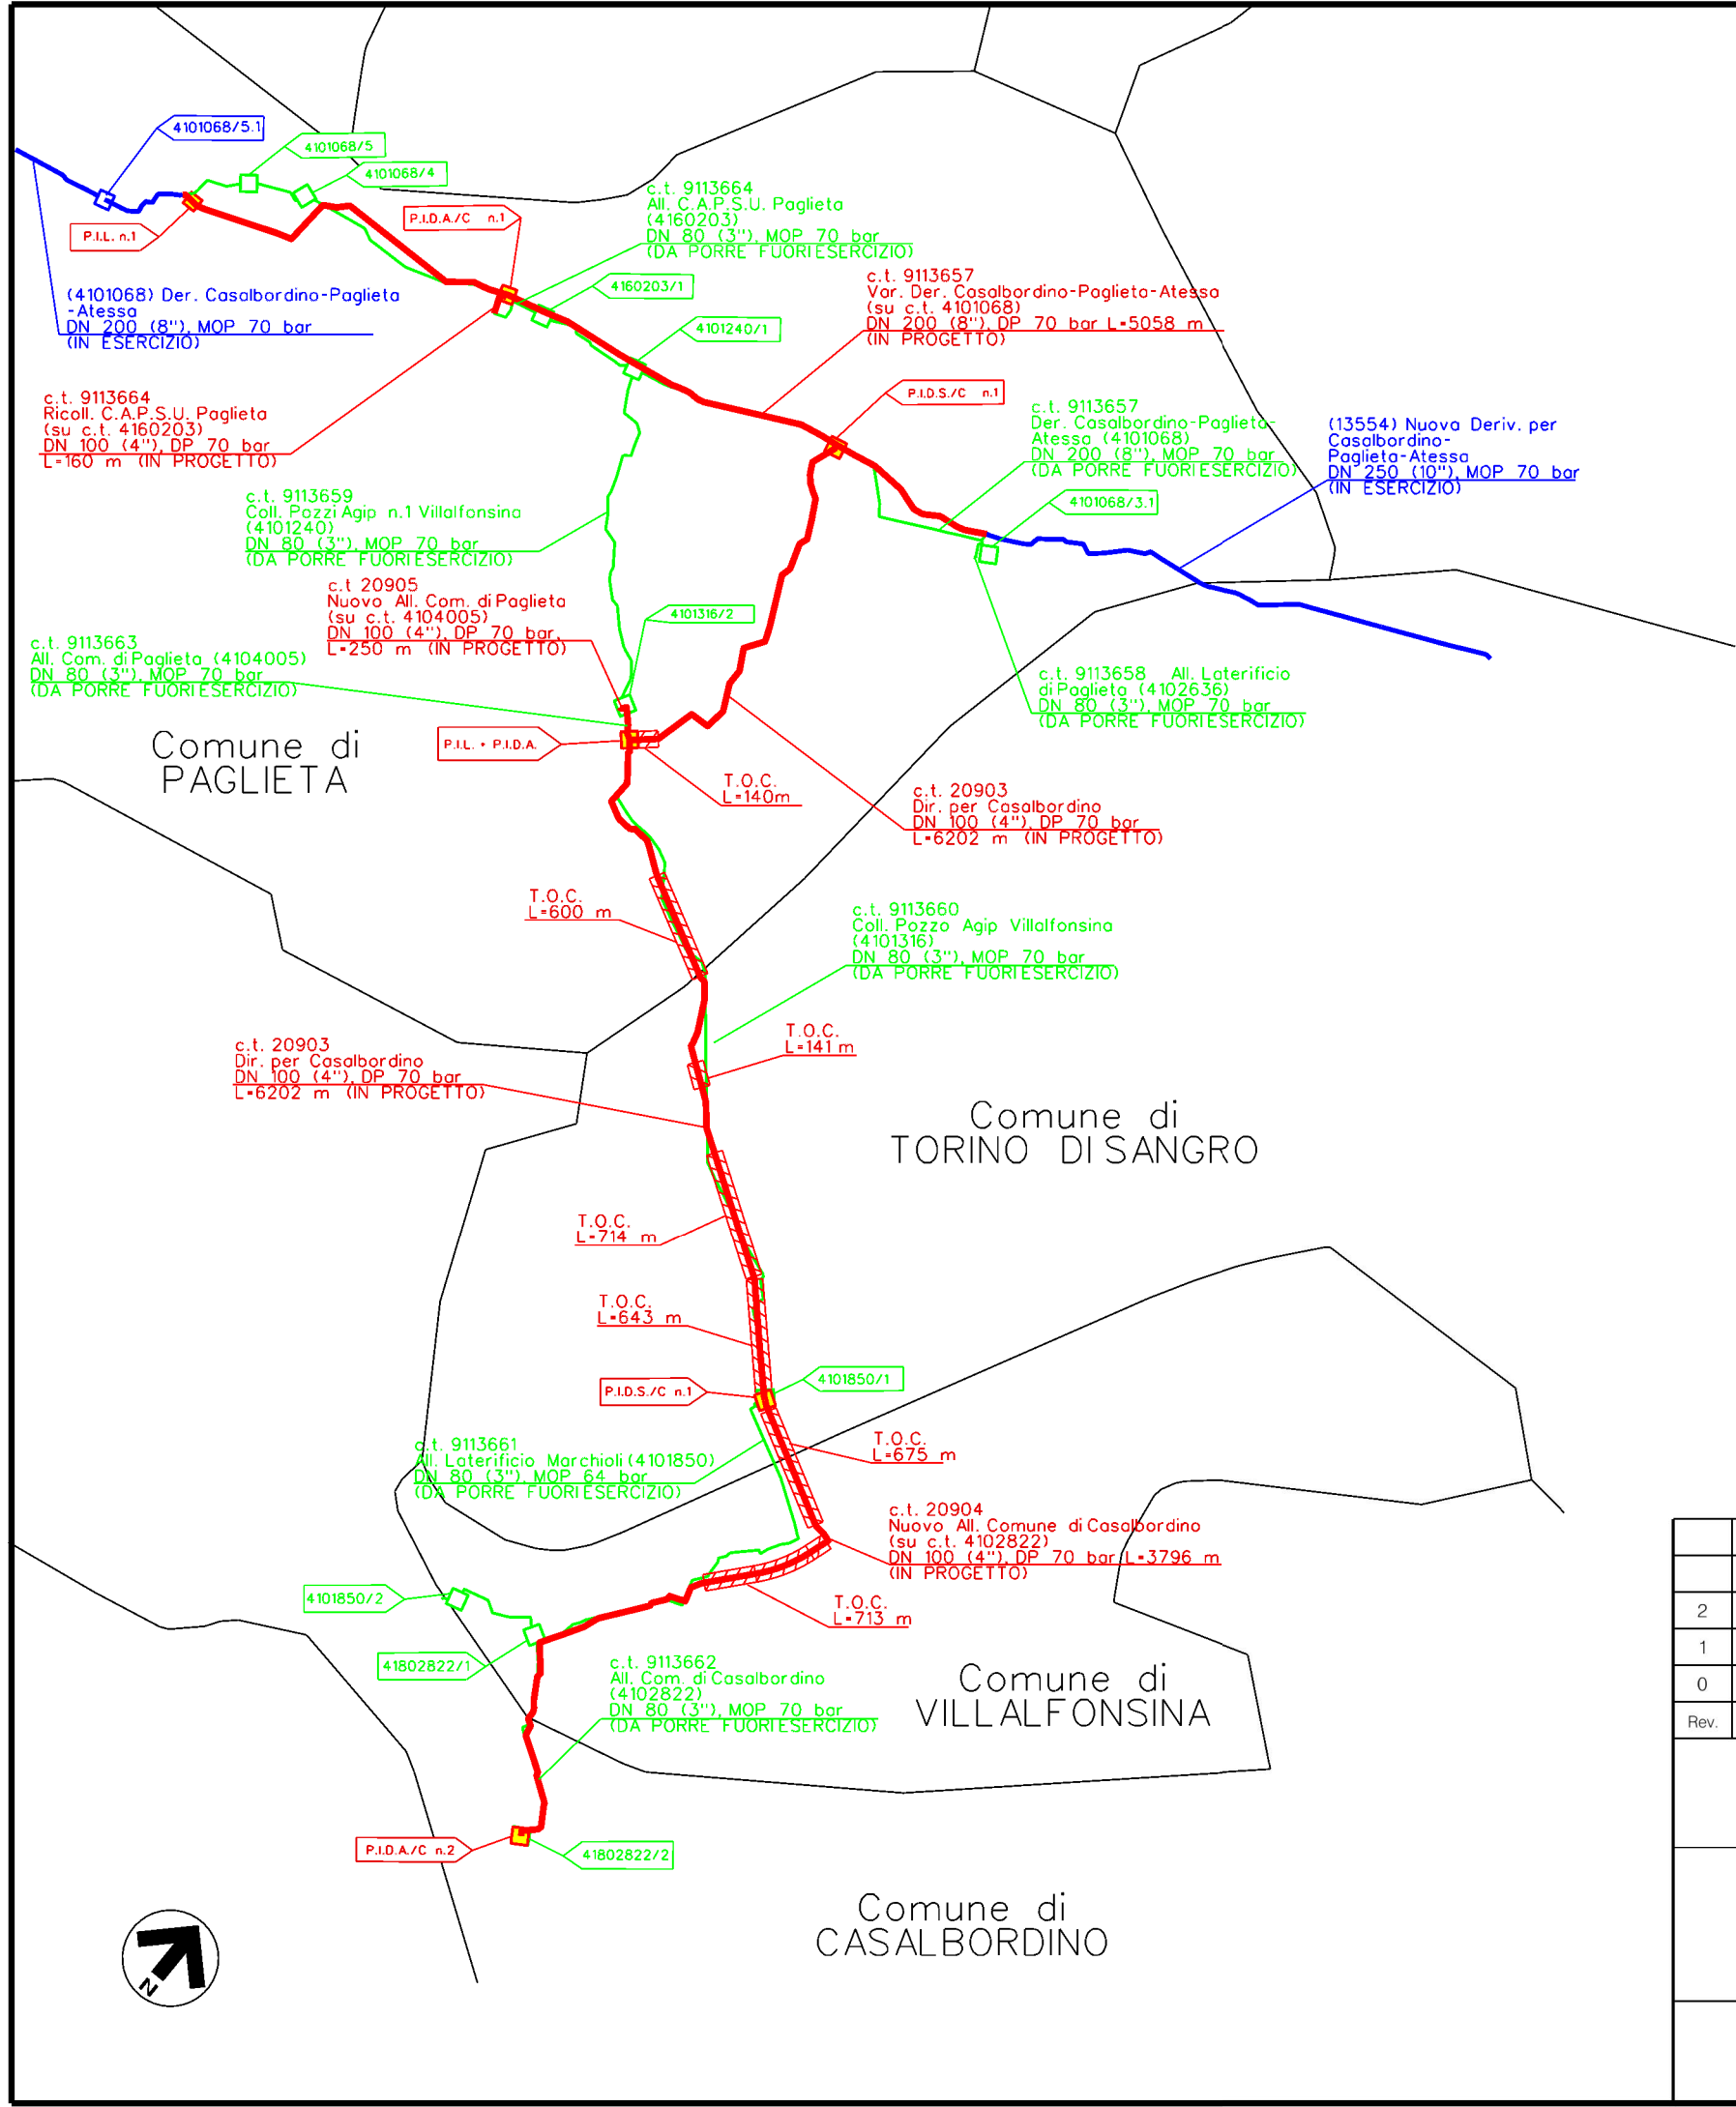 4101068/5.1
4101068/5
4101068/4
P.I.L. n.1
P.I.D.A./C n.1
c.t. 9113664
All. C.A.P.S.U. Paglieta
(4160203)
DN 80 (3"), MOP 70 bar
(DA PORRE FUORI ESERCIZIO)
4160203/1
4101240/1
(4101068) Der. Casalbordino-Paglieta
-Atessa
DN 200 (8"), MOP 70 bar
(IN ESERCIZIO)
c.t. 9113657
Var. Der. Casalbordino-Paglieta-Atessa
(su c.t. 4101068)
DN 200 (8"), DP 70 bar L=5058 m
(IN PROGETTO)
c.t. 9113664
Ricoll. C.A.P.S.U. Paglieta
(su c.t. 4160203)
DN 100 (4"), DP 70 bar
L=160 m (IN PROGETTO)
P.I.D.S./C n.1
c.t. 9113657
Der. Casalbordino-Paglieta-
Atessa (4101068)
DN 200 (8"), MOP 70 bar
(DA PORRE FUORI ESERCIZIO)
4101068/3.1
(13554) Nuova Deriv. per
Casalbordino-
Paglieta-Atessa
DN 250 (10"), MOP 70 bar
(IN ESERCIZIO)
c.t. 9113659
Coll. Pozzi Agip n.1 Villalfonsina
(4101240)
DN 80 (3"), MOP 70 bar
(DA PORRE FUORI ESERCIZIO)
c.t 20905
Nuovo All. Com. di Paglieta
(su c.t. 4104005)
DN 100 (4"), DP 70 bar,
L=250 m (IN PROGETTO)
4101316/2
c.t. 9113663
All. Com. di Paglieta (4104005)
DN 80 (3"), MOP 70 bar
(DA PORRE FUORI ESERCIZIO)
c.t. 9113658 All. Laterificio
di Paglieta (4102636)
DN 80 (3"), MOP 70 bar
(DA PORRE FUORI ESERCIZIO)
Comune di
PAGLIETA
P.I.L. + P.I.D.A.
T.O.C.
L=140m
c.t. 20903
Dir. per Casalbordino
DN 100 (4"), DP 70 bar
L=6202 m (IN PROGETTO)
T.O.C.
L=600 m
c.t. 9113660
Coll. Pozzo Agip Villalfonsina
(4101316)
DN 80 (3"), MOP 70 bar
(DA PORRE FUORI ESERCIZIO)
c.t. 20903
Dir. per Casalbordino
DN 100 (4"), DP 70 bar
L=6202 m (IN PROGETTO)
T.O.C.
L=141 m
Comune di
TORINO DI SANGRO
T.O.C.
L=714 m
T.O.C.
L=643 m
P.I.D.S./C n.1
4101850/1
c.t. 9113661
All. Laterificio Marchioli (4101850)
DN 80 (3"), MOP 64 bar
(DA PORRE FUORI ESERCIZIO)
T.O.C.
L=675 m
c.t. 20904
Nuovo All. Comune di Casalbordino
(su c.t. 4102822)
DN 100 (4"), DP 70 bar L=3796 m
(IN PROGETTO)
4101850/2
T.O.C.
L=713 m
41802822/1
c.t. 9113662
All. Com. di Casalbordino
(4102822)
DN 80 (3"), MOP 70 bar
(DA PORRE FUORI ESERCIZIO)
Comune di
VILLALFONSINA
P.I.D.A./C n.2
41802822/2
Comune di
CASALBORDINO
N
2
1
0
Rev.